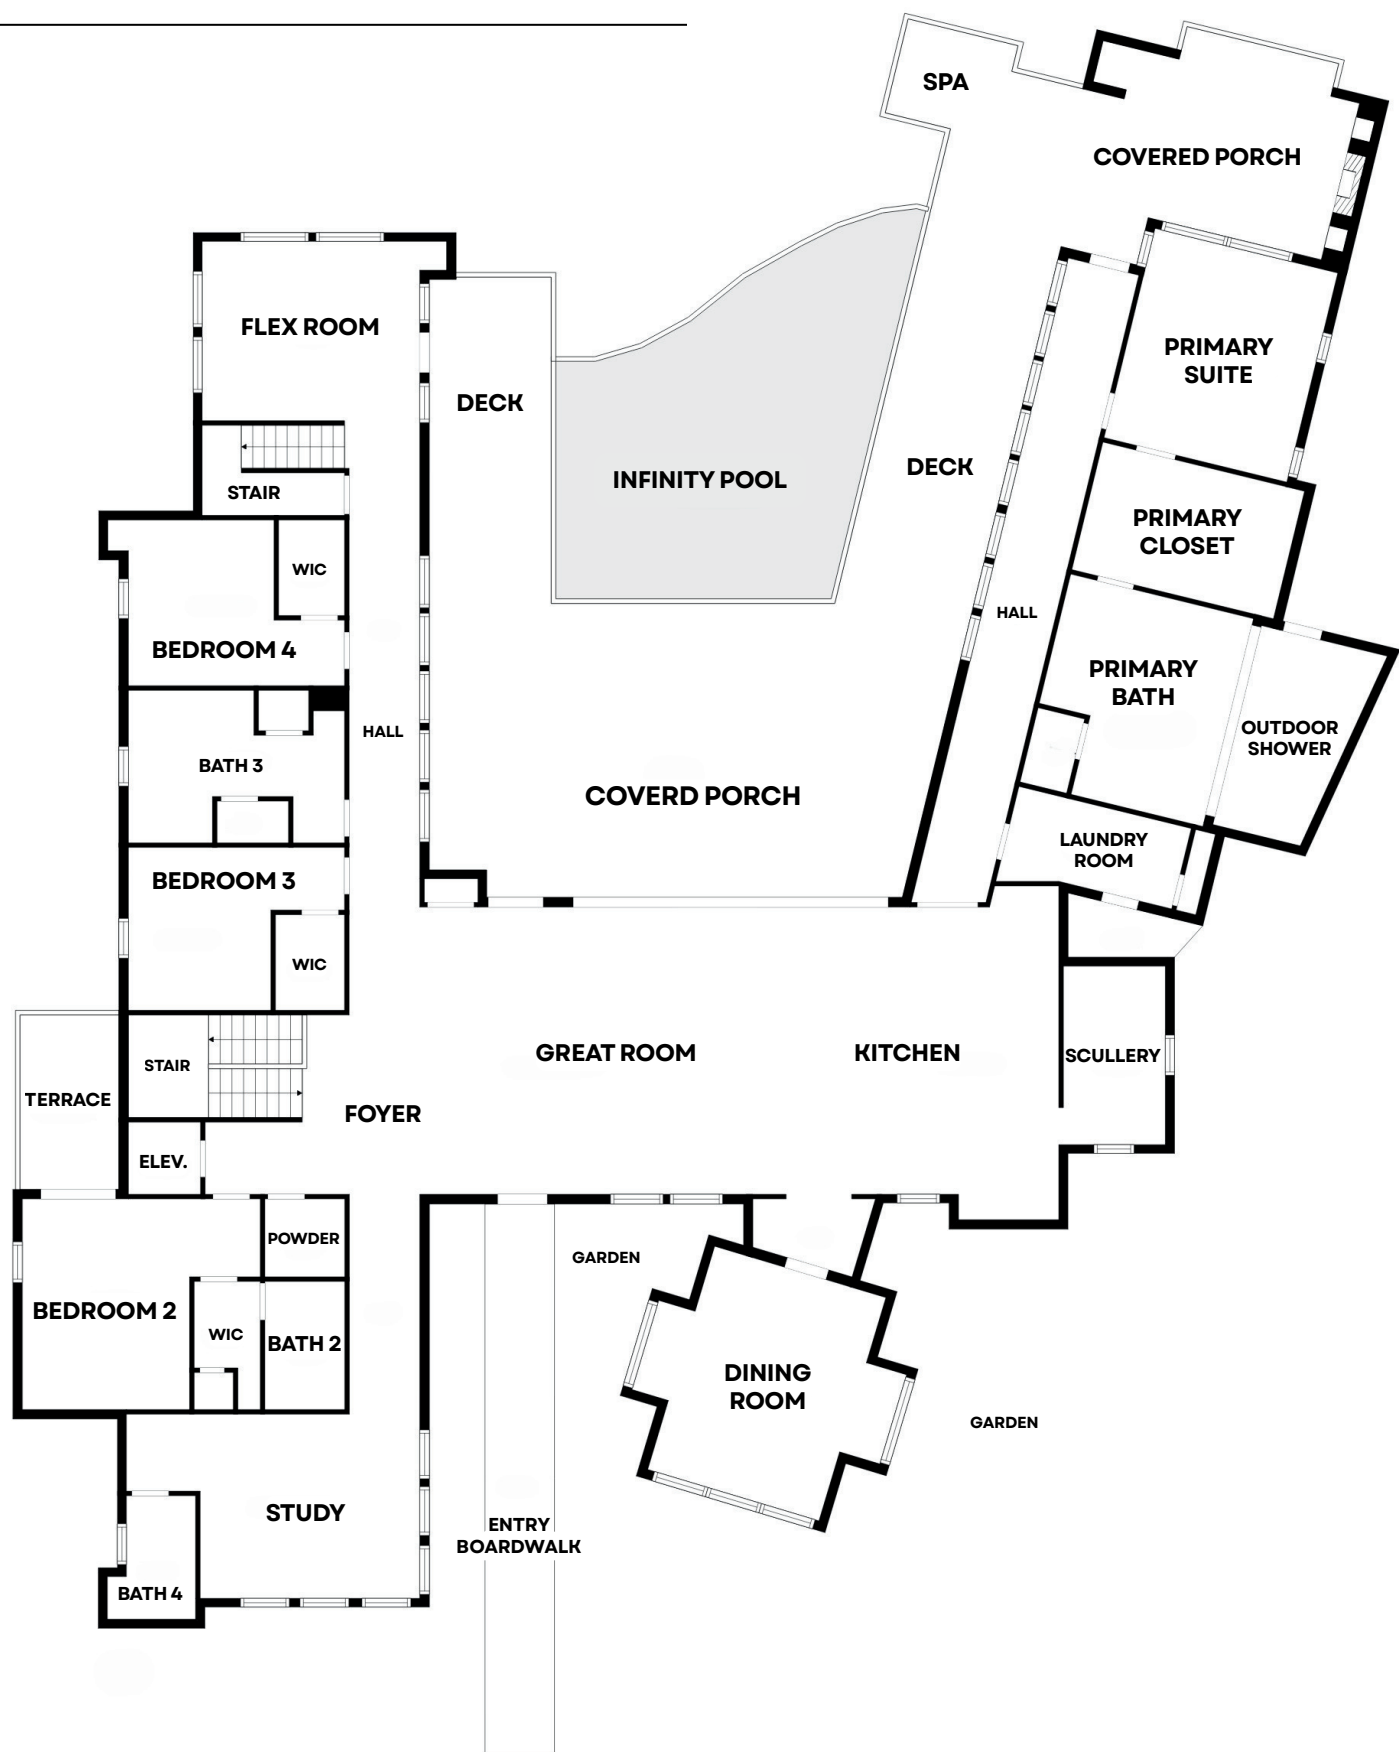 SPA
COVERED PORCH
FLEX ROOM
PRIMARY
SUITE
DECK
DECK
INFINITY POOL
STAIR
PRIMARY
CLOSET
WIC
HALL
BEDROOM 4
PRIMARY
BATH
HALL
OUTDOOR
SHOWER
BATH 3
COVERD PORCH
LAUNDRY
ROOM
BEDROOM 3
WIC
GREAT ROOM
KITCHEN
SCULLERY
STAIR
TERRACE
FOYER
ELEV.
POWDER
GARDEN
BEDROOM 2
WIC
BATH 2
DINING
ROOM
GARDEN
STUDY
ENTRY
BOARDWALK
BATH 4